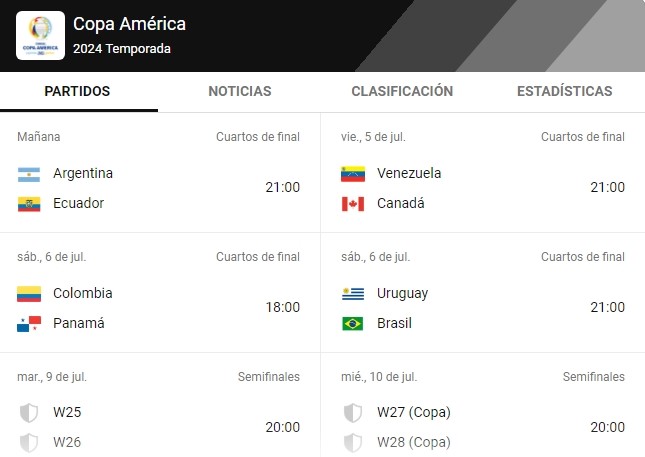 Copa América
2024 Temporada
PARTIDOS NOTICIAS CLASIFICACIÓN ESTADÍSTICAS
Mañana Cuartos de final
Argentina
21:00
Ecuador
vie., 5 de jul. Cuartos de final
Venezuela
21:00
Canadá
sáb., 6 de jul. Cuartos de final
Colombia
18:00
Panamá
sáb., 6 de jul. Cuartos de final
Uruguay
21:00
Brasil
mar., 9 de jul. Semifinales
W25
20:00
W26
mié., 10 de jul. Semifinales
W27 (Copa)
20:00
W28 (Copa)